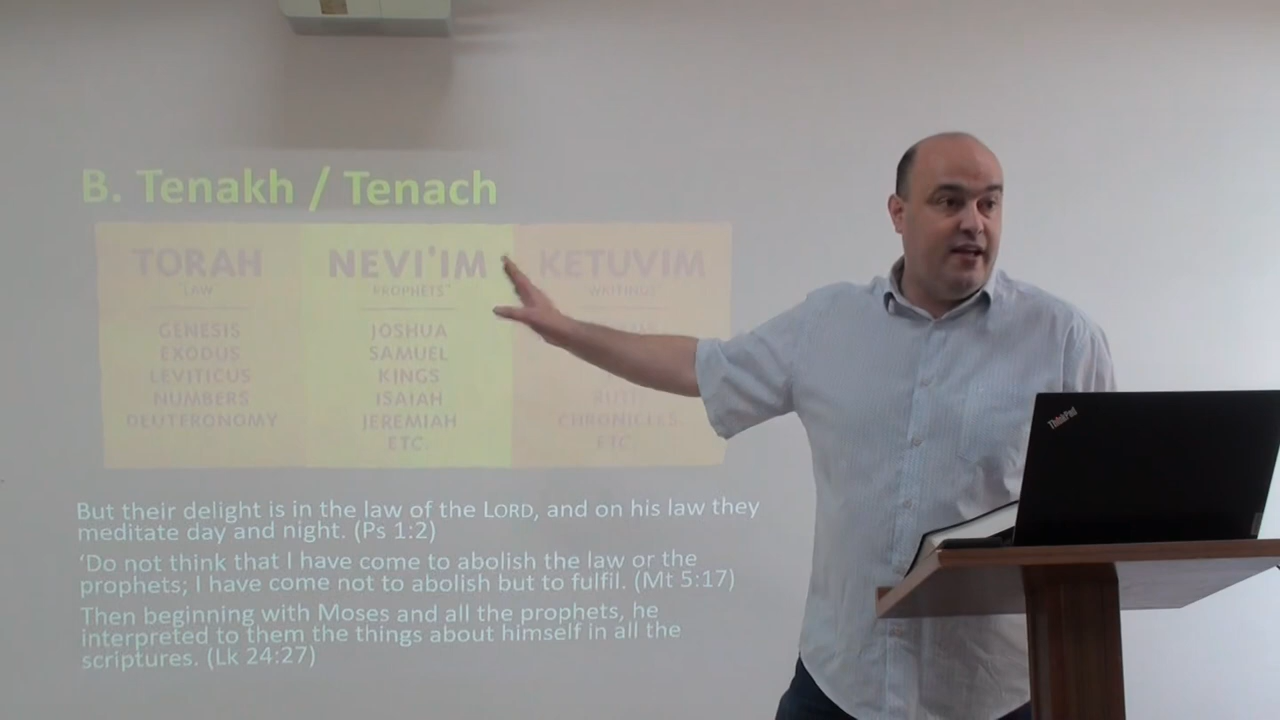 B. Tenakh / Tenach
TORAH
LAW
GENESIS
EXODUS
LEVITICUS
NUMBERS
DEUTERONOMY
NEVI'IM
PROPHETS
JOSHUA
SAMUEL
KINGS
ISAIAH
JEREMIAH
ETC.
KETUVIM
WRITINGS
RUTH
CHRONICLES
ETC
But their delight is in the law of the LORD, and on his law they
meditate day and night. (Ps 1:2)
‘Do not think that I have come to abolish the law or the
prophets; I have come not to abolish but to fulfil. (Mt 5:17)
Then beginning with Moses and all the prophets, he
interpreted to them the things about himself in all the
scriptures. (Lk 24:27)
ThinkPad